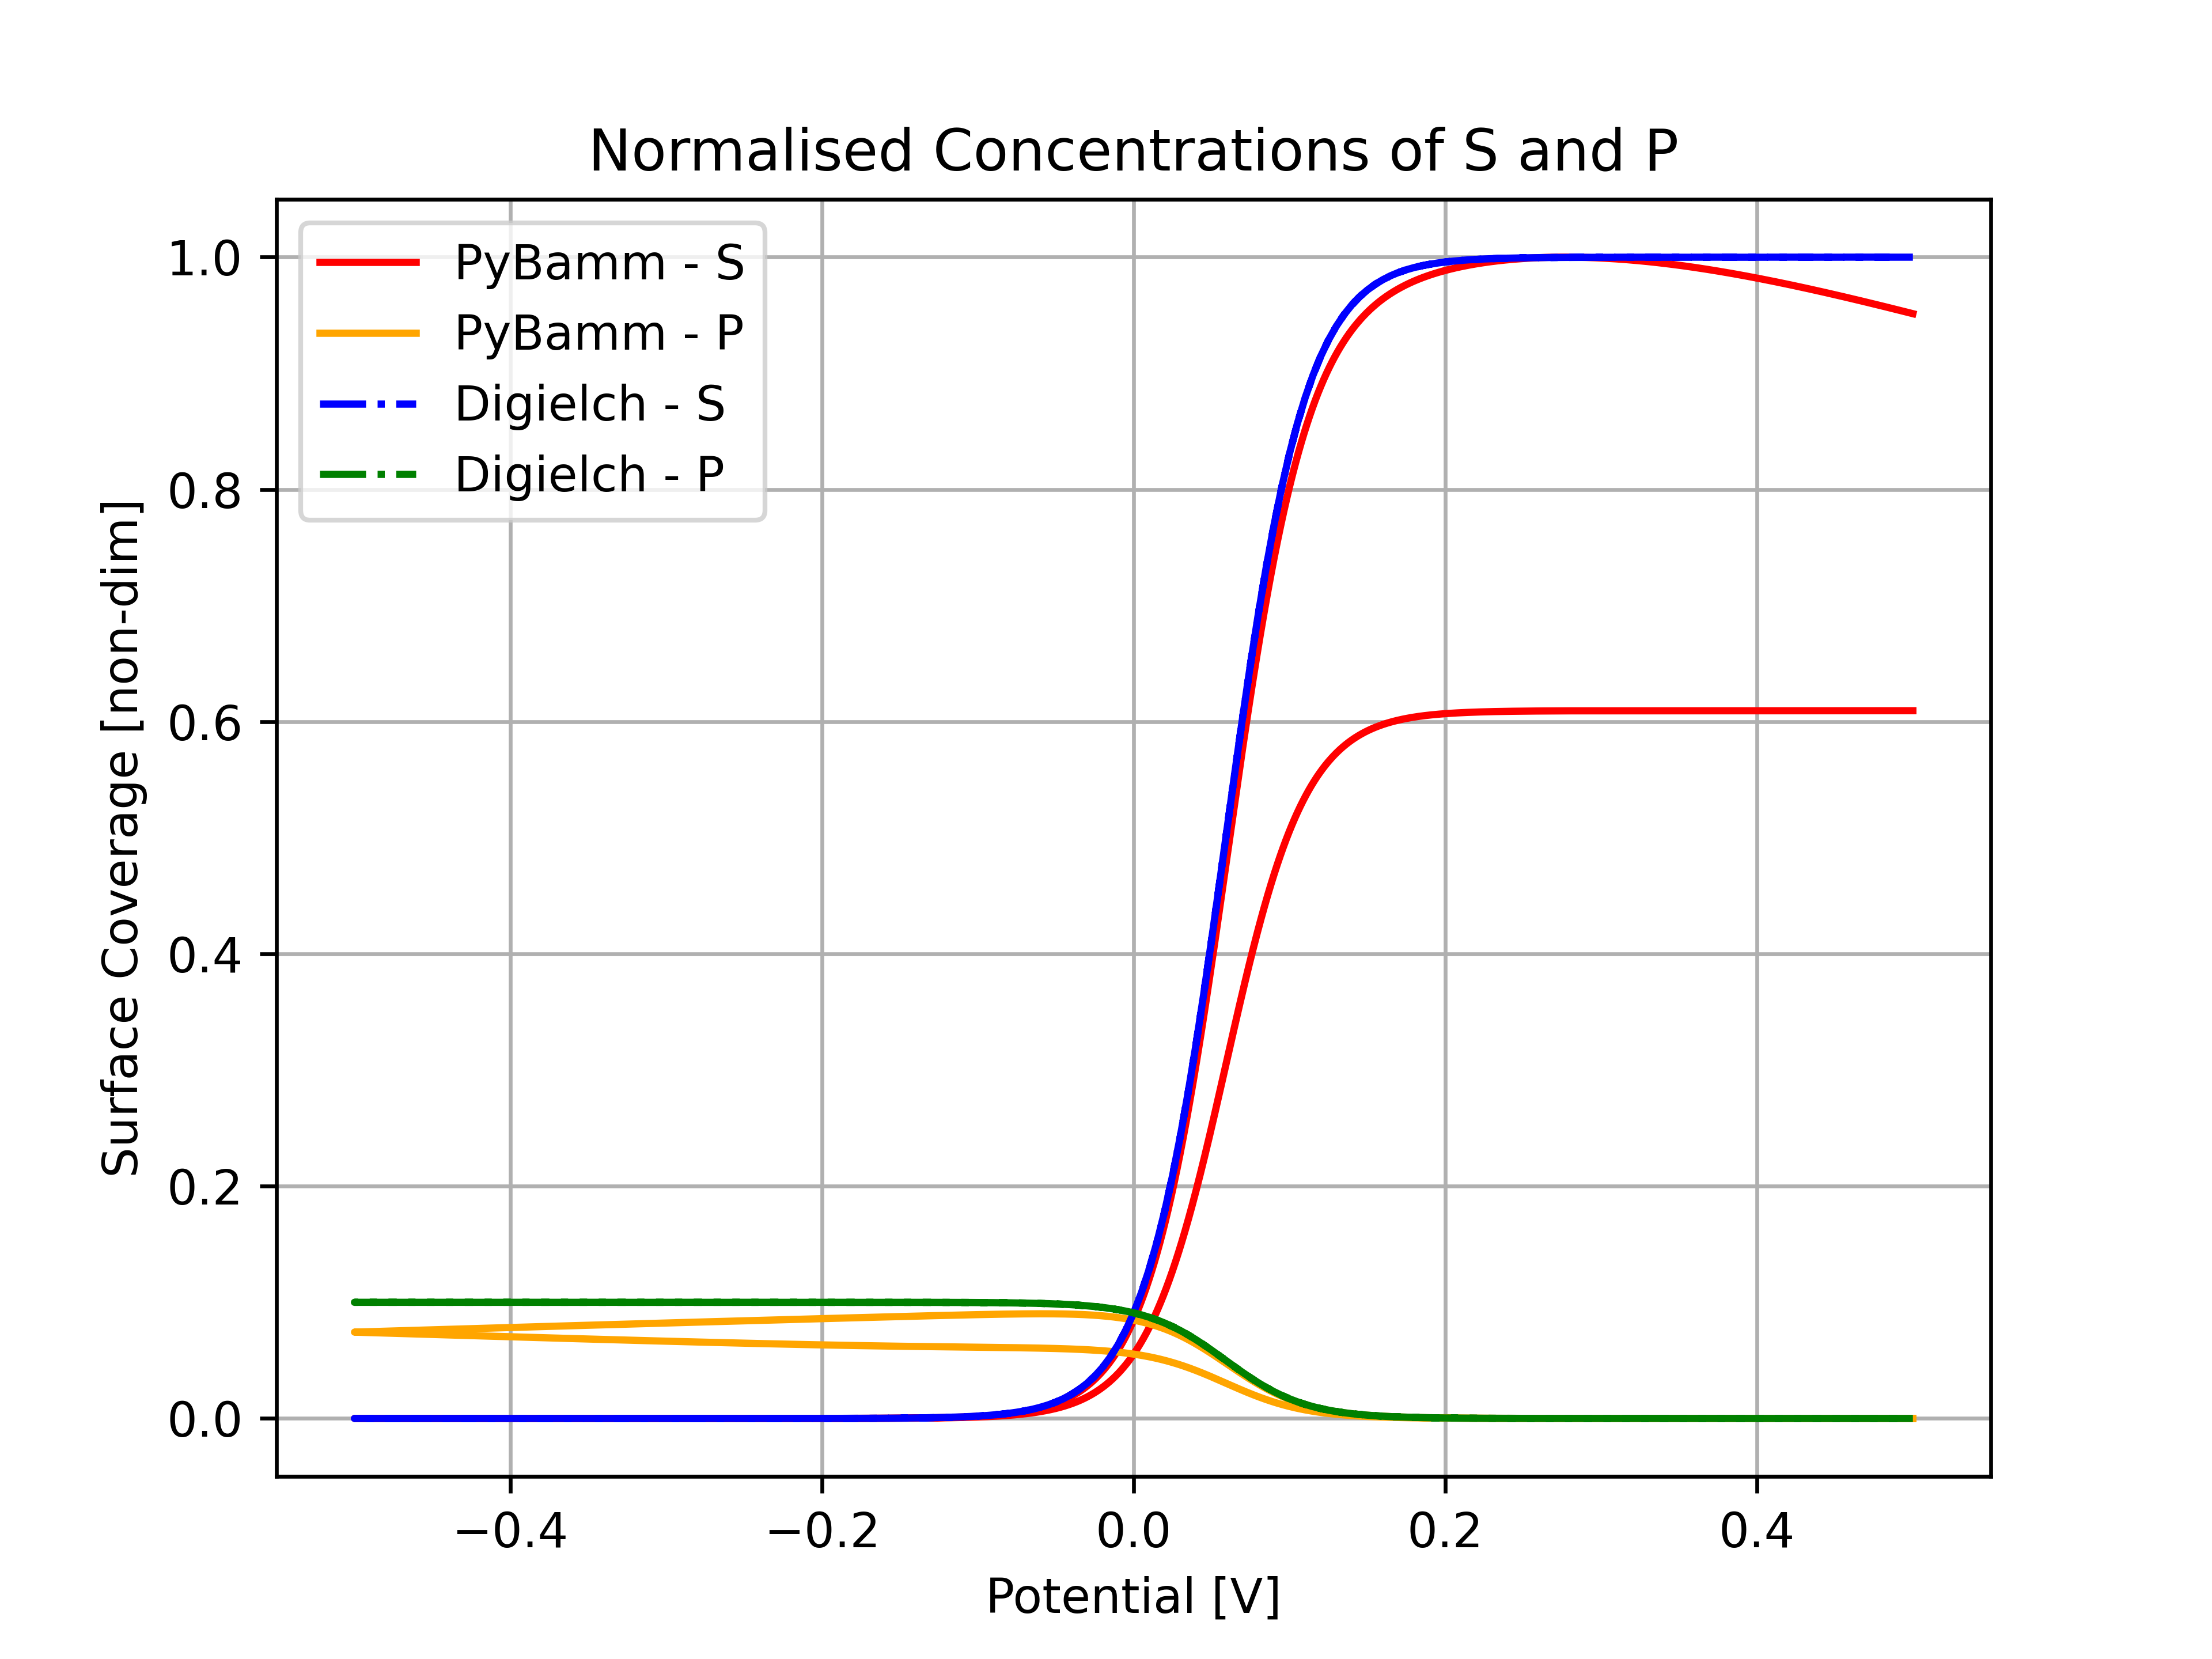 Normalised Concentrations of S and P
PyBamm - S
PyBamm - P
Digielch - S
Digielch - P
Surface Coverage [non-dim]
1.0
0.8
0.6
0.4
0.2
0.0
−0.4
−0.2
0.0
0.2
0.4
Potential [V]